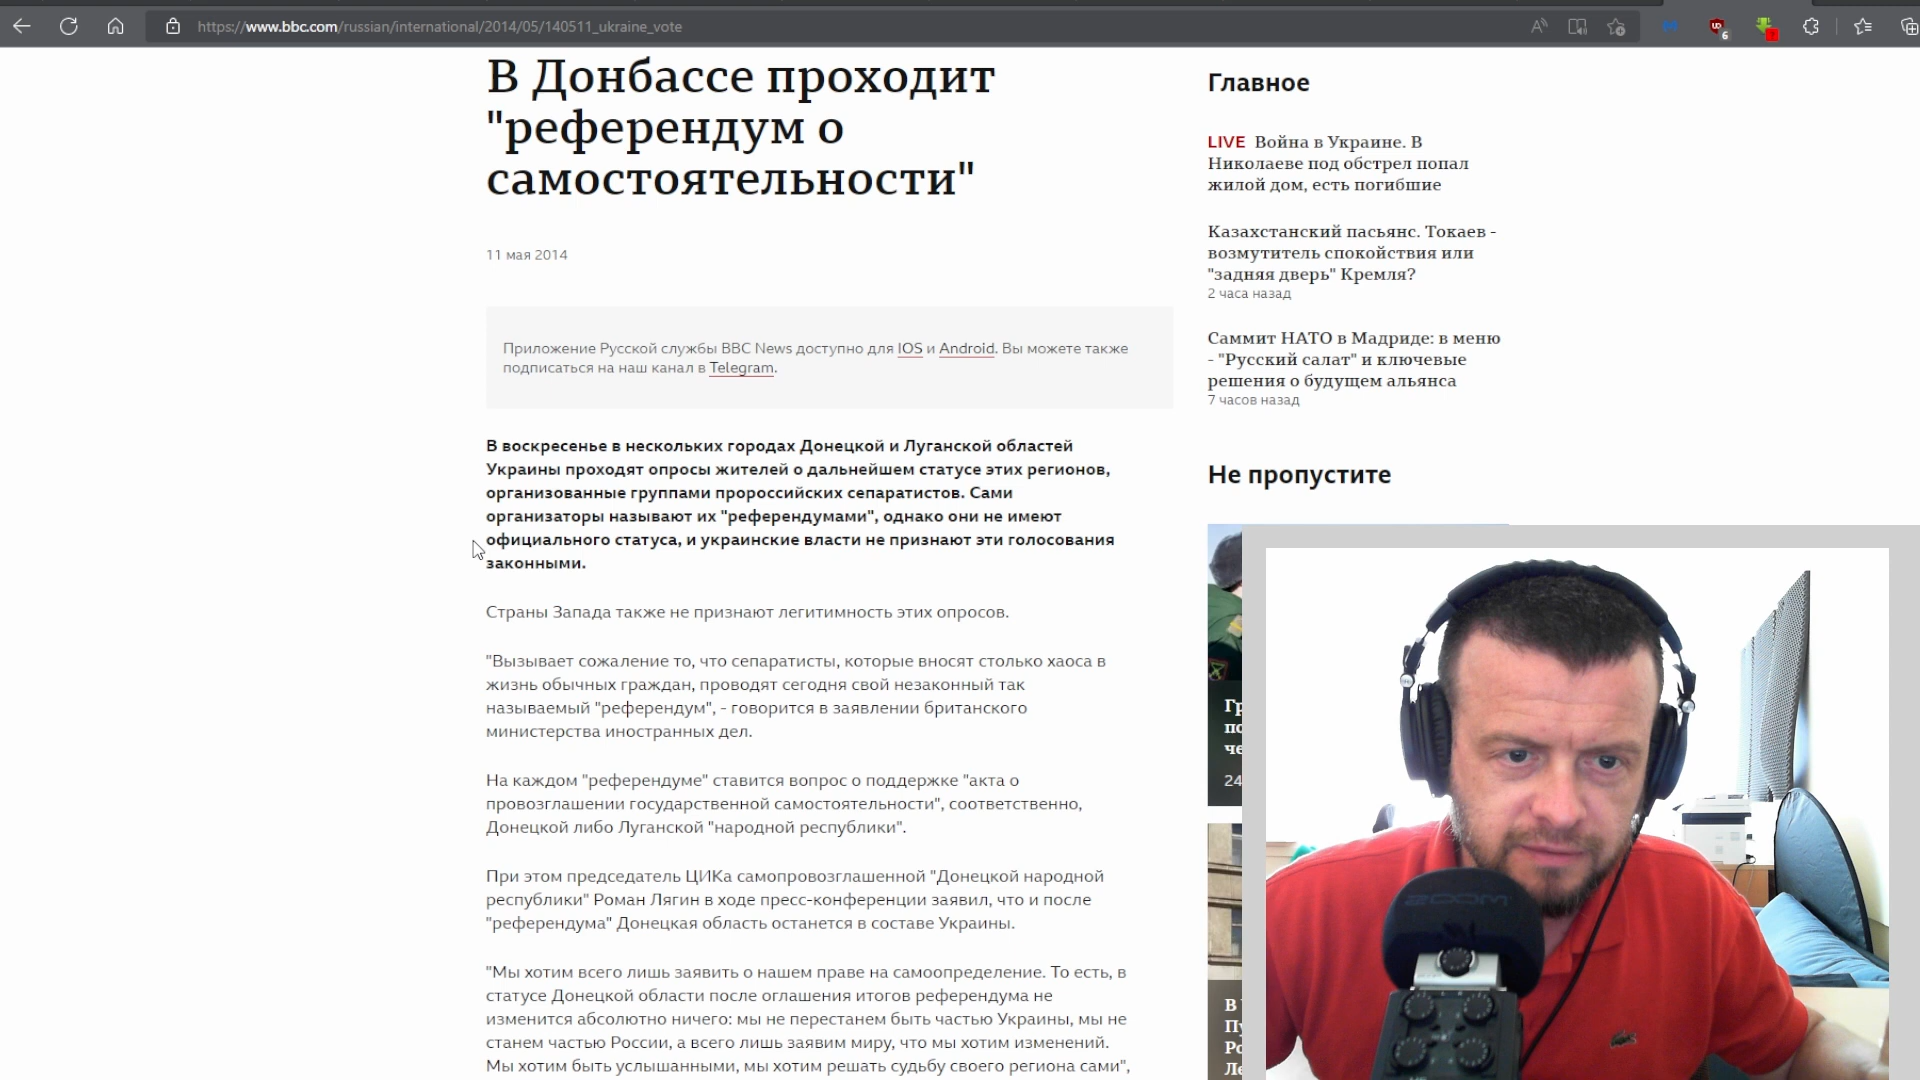 https://www.bbc.com/russian/international/2014/05/140511_ukraine_vote
6
В Донбассе проходит
"референдум о
самостоятельности"
11 мая 2014
Приложение Русской службы BBC News доступно для IOS и Android. Вы можете также
подписаться на наш канал в Telegram.
В воскресенье в нескольких городах Донецкой и Луганской областей
Украины проходят опросы жителей о дальнейшем статусе этих регионов,
организованные группами пророссийских сепаратистов. Сами
организаторы называют их "референдумами", однако они не имеют
официального статуса, и украинские власти не признают эти голосования
законными.
Страны Запада также не признают легитимность этих опросов.
"Вызывает сожаление то, что сепаратисты, которые вносят столько хаоса в
жизнь обычных граждан, проводят сегодня свой незаконный так
называемый "референдум", - говорится в заявлении британского
министерства иностранных дел.
На каждом "референдуме" ставится вопрос о поддержке "акта о
провозглашении государственной самостоятельности", соответственно,
Донецкой либо Луганской "народной республики".
При этом председатель ЦИКа самопровозглашенной "Донецкой народной
республики" Роман Лягин в ходе пресс-конференции заявил, что и после
"референдума" Донецкая область останется в составе Украины.
"Мы хотим всего лишь заявить о нашем праве на самоопределение. То есть, в
статусе Донецкой области после оглашения итогов референдума не
изменится абсолютно ничего: мы не перестанем быть частью Украины, мы не
станем частью России, а всего лишь заявим миру, что мы хотим изменений.
Мы хотим быть услышанными, мы хотим решать судьбу своего региона сами",
Главное
LIVE Война в Украине. В
Николаеве под обстрел попал
жилой дом, есть погибшие
Казахстанский пасьянс. Токаев -
возмутитель спокойствия или
"задняя дверь" Кремля?
2 часа назад
Саммит НАТО в Мадриде: в меню
- "Русский салат" и ключевые
решения о будущем альянса
7 часов назад
Не пропустите
24
zoom